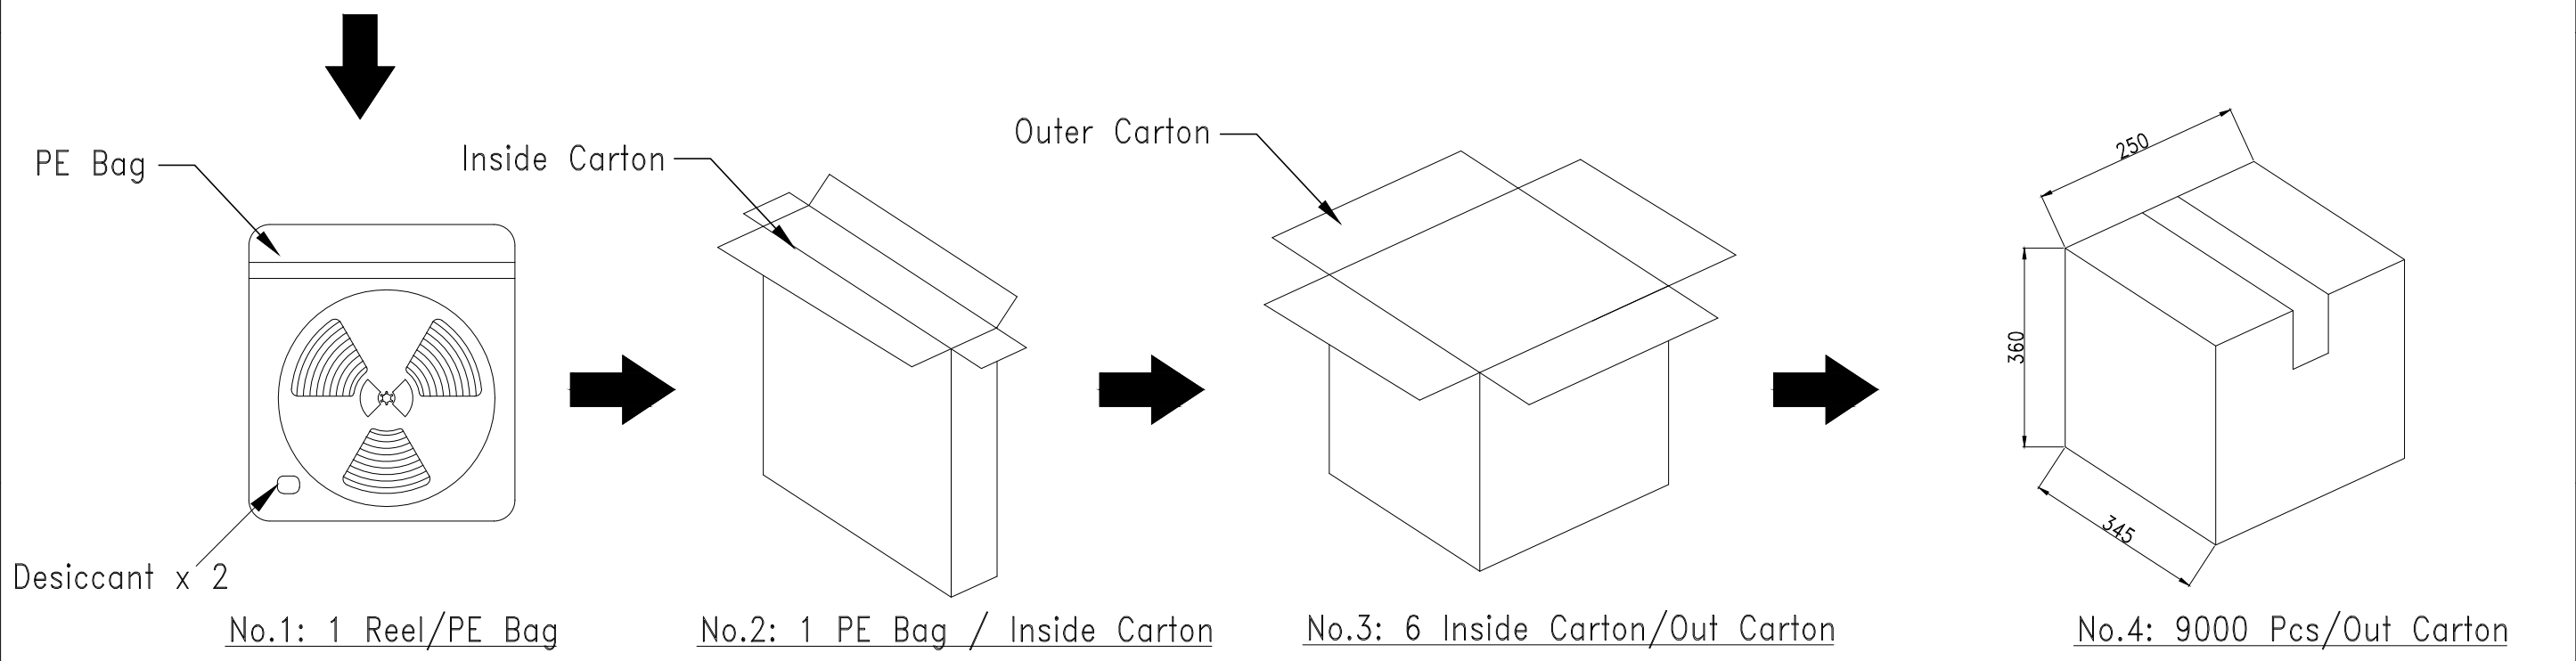 Outer Carton
PE Bag
Inside Carton
250
360
345
Desiccant x 2
No.1: 1 Reel/PE Bag
No.2: 1 PE Bag / Inside Carton
No.3: 6 Inside Carton/Out Carton
No.4: 9000 Pcs/Out Carton